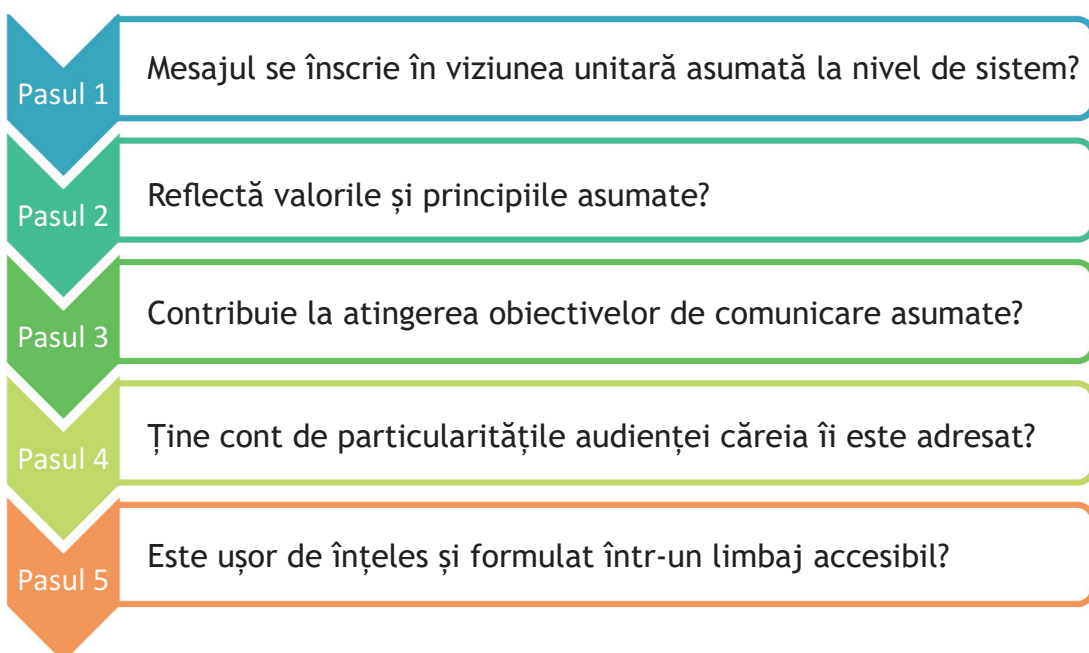 Pasul 1
Mesajul se înscrie în viziunea unitară asumată la nivel de sistem?
Pasul 2
Reflectă valorile și principiile asumate?
Pasul 3
Contribuie la atingerea obiectivelor de comunicare asumate?
Pasul 4
Ține cont de particularitățile audienței căreia îi este adresat?
Pasul 5
Este ușor de înțeles și formulat într-un limbaj accesibil?